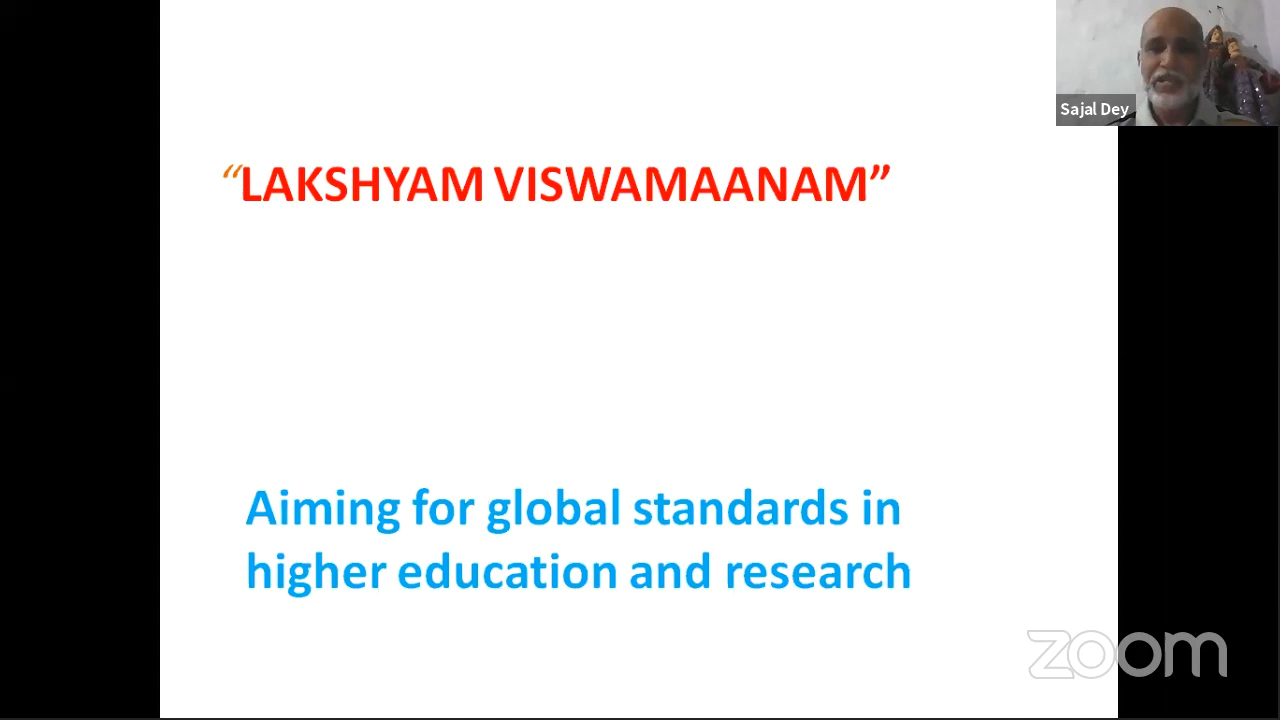 Sajal Dey
“LAKSHYAM VISWAMAANAM”
Aiming for global standards in
higher education and research
zoom